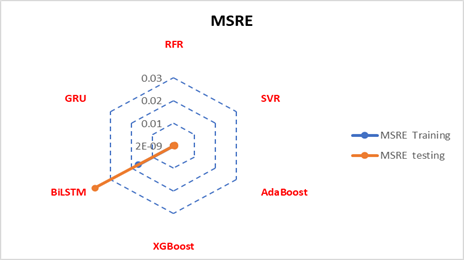 MSRE
RFR
0.03
GRU
SVR
0.02
0.01
MSRE Training
2E-09
MSRE testing
BiLSTM
AdaBoost
XGBoost